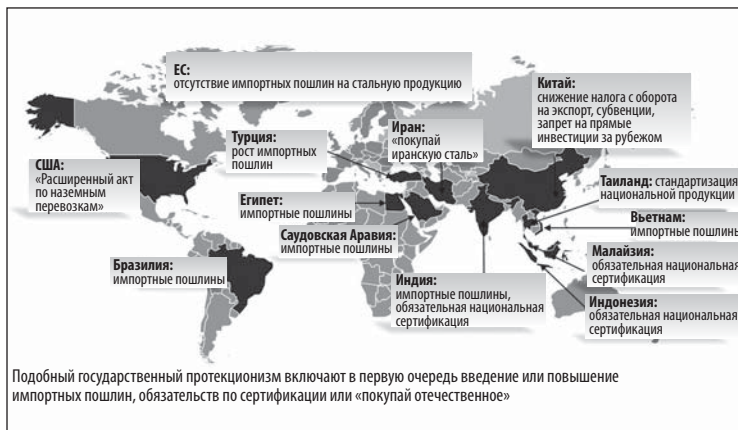 ЕС:
отсутствие импортных пошлин на стальную продукцию
Китай:
снижение налога с оборота
на экспорт, субвенции,
запрет на прямые
инвестиции за рубежом
Иран:
«покупай
иранскую сталь»
Турция:
рост импортных
пошлин
США:
«Расширенный акт
по наземным
перевозкам»
Таиланд: стандартизация
национальной продукции
Египет:
импортные пошлины
Вьетнам:
импортные пошлины
Саудовская Аравия:
импортные пошлины
Малайзия:
обязательная национальная
сертификация
Бразилия:
импортные пошлины
Индия:
импортные пошлины,
обязательная национальная
сертификация
Индонезия:
обязательная национальная
сертификация
Подобный государственный протекционизм включают в первую очередь введение или повышение
импортных пошлин, обязательств по сертификации или «покупай отечественное»